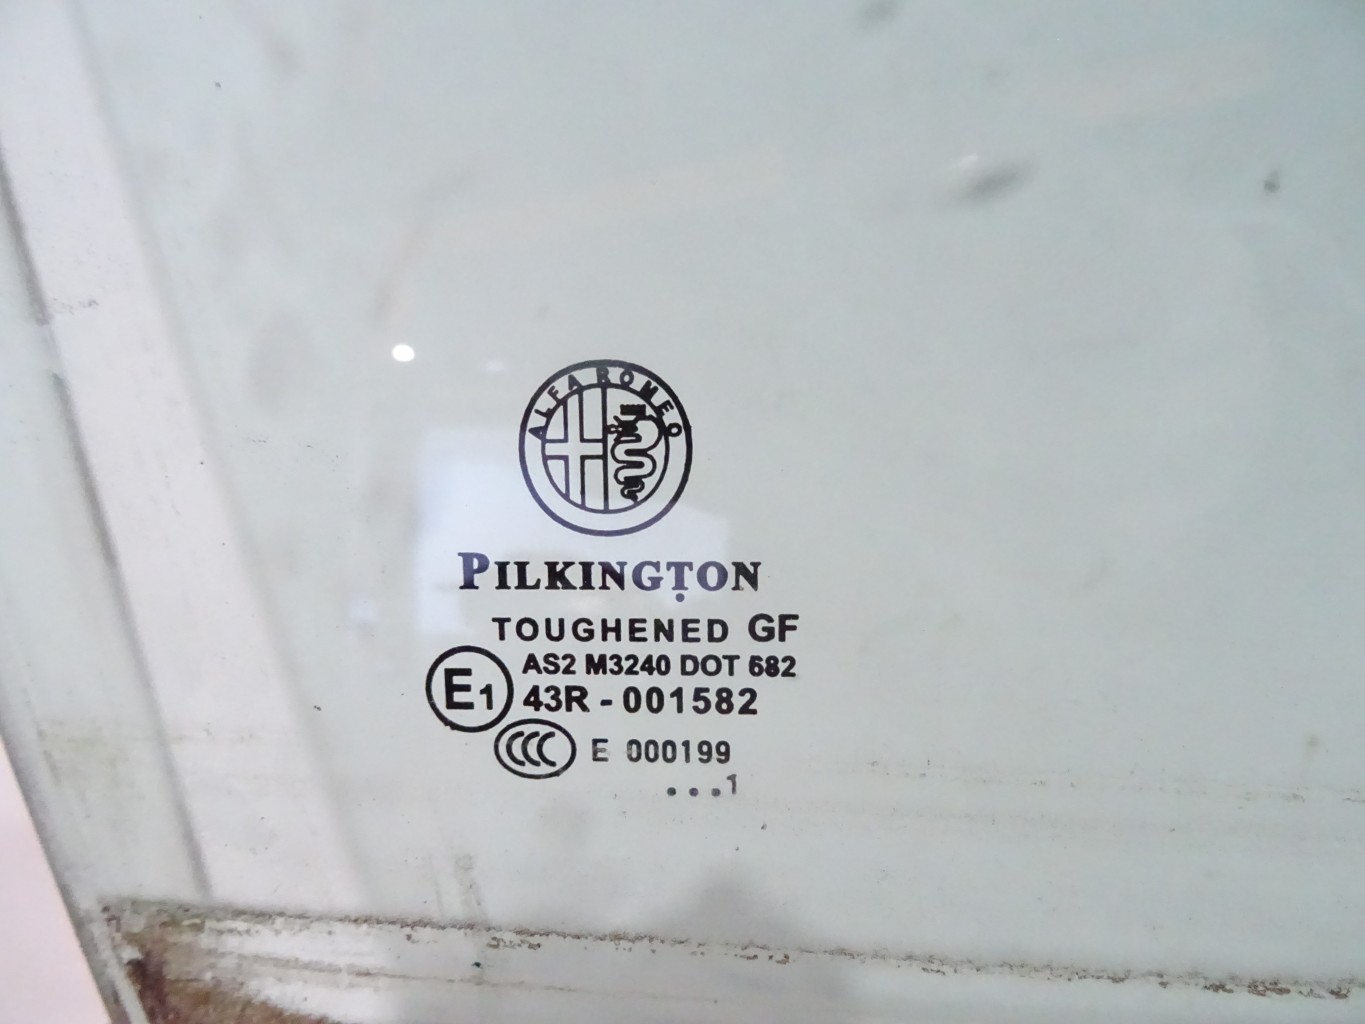 ALFA ROMEO
PILKINGTON
TOUGHENED GF
AS2 M3240 DOT 682
E1 43R - 001582
CCC E 000199
...1